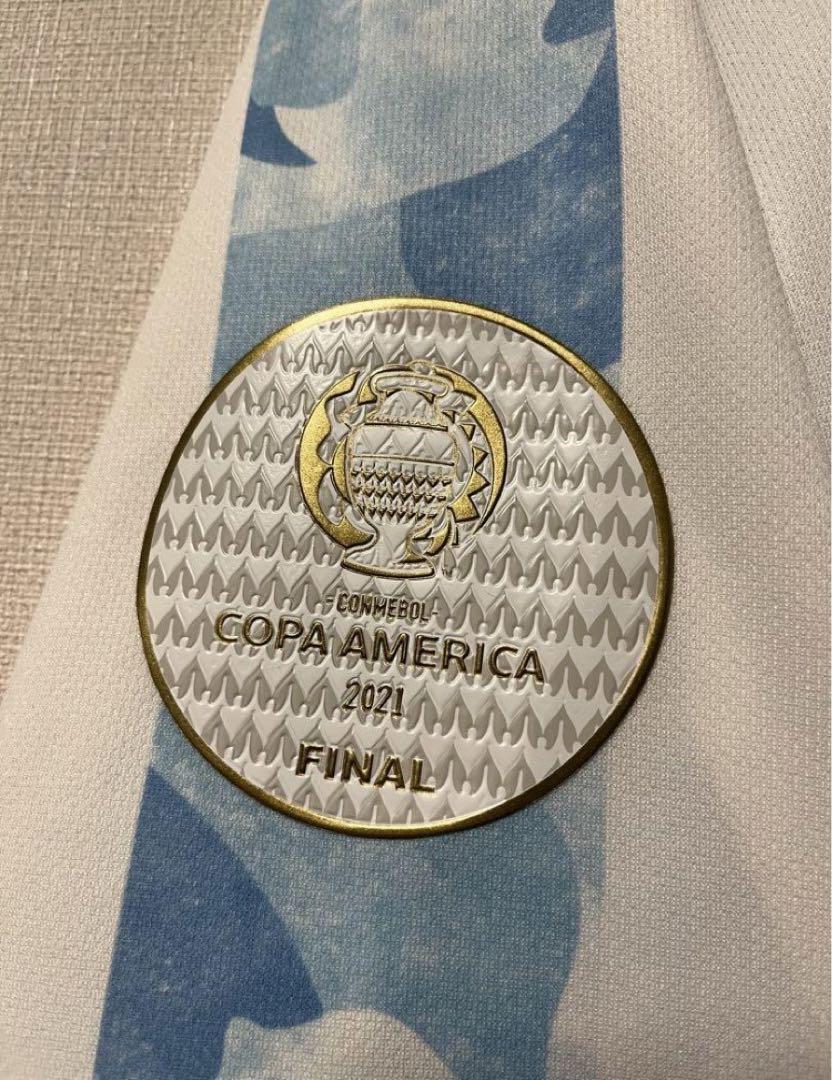 -CONMEBOL-
COPA AMERICA
2021
FINAL